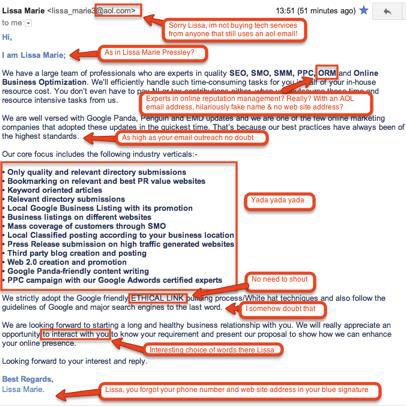 Lissa Marie <lissa_marie3@aol.com>
13:51 (51 minutes ago)
to me
Sorry Lissa, im not buying tech services
from anyone that still uses an aol email!
Hi,
I am Lissa Marie;
As in Lissa Marie Pressley?
We have a large team of professionals who are experts in quality SEO, SMO, SMM, PPC, ORM and Online
Business Optimization. We'll efficiently handle such time-consuming tasks for you
of your in-house
resource cost. You don't even have to
resource intensive tasks from us.
Experts in online reputation management? Really? With an AOL
email address, hilariously fake name & no web site address?
We are well versed with Google Panda, Penguin and EMD updates and we are one of the few online marketing
companies that adopted these updates in the quickest time. That's because our best practices have always been of
the highest standards.
As high as your email outreach no doubt
Our core focus includes the following industry verticals:-
• Only quality and relevant directory submissions
• Bookmarking on relevant and best PR value websites
• Keyword oriented articles
• Relevant directory submissions
• Local Google Business Listing with its promotion
• Business listings on different websites
• Mass coverage of customers through SMO
• Local Classified posting according to your business location
• Press Release submission on high traffic generated websites
• Third party blog creation and posting
• Web 2.0 creation and promotion
• Google Panda-friendly content writing
• PPC campaign with our Google Adwords certified experts
Yada yada yada
No need to shout
We strictly adopt the Google friendly ETHICAL LINK building process/White hat techniques and also follow the
guidelines of Google and major search engines to the last word.
I somehow doubt that
We are looking forward to starting a long and healthy business relationship with you. We will really appreciate an
opportunity to interact with you to know your requirement and present our proposal to show how we can enhance
your online presence.
Interesting choice of words there Lissa
Looking forward to your interest and reply.
Best Regards,
Lissa Marie.
Lissa, you forgot your phone number and web site address in your blue signature